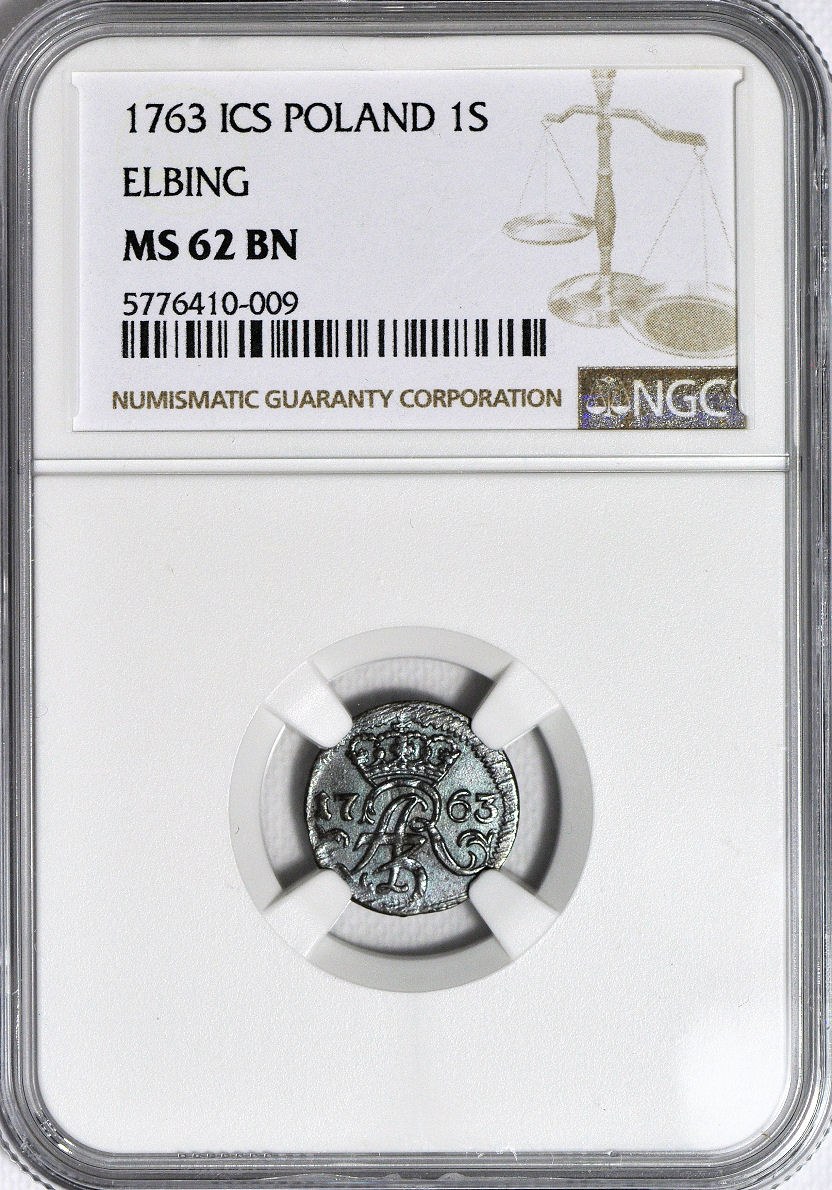 1763 ICS POLAND 1S
ELBING
MS 62 BN
5776410-009
NUMISMATIC GUARANTY CORPORATION
NGC
17 63